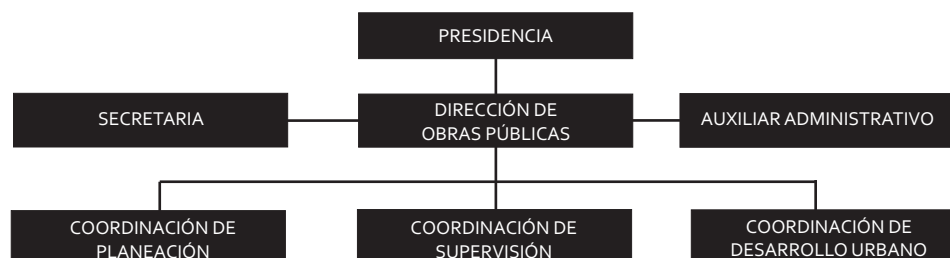 PRESIDENCIA
SECRETARIA
DIRECCIÓN DE
OBRAS PÚBLICAS
AUXILIAR ADMINISTRATIVO
COORDINACIÓN DE
PLANEACIÓN
COORDINACIÓN DE
SUPERVISIÓN
COORDINACIÓN DE
DESARROLLO URBANO